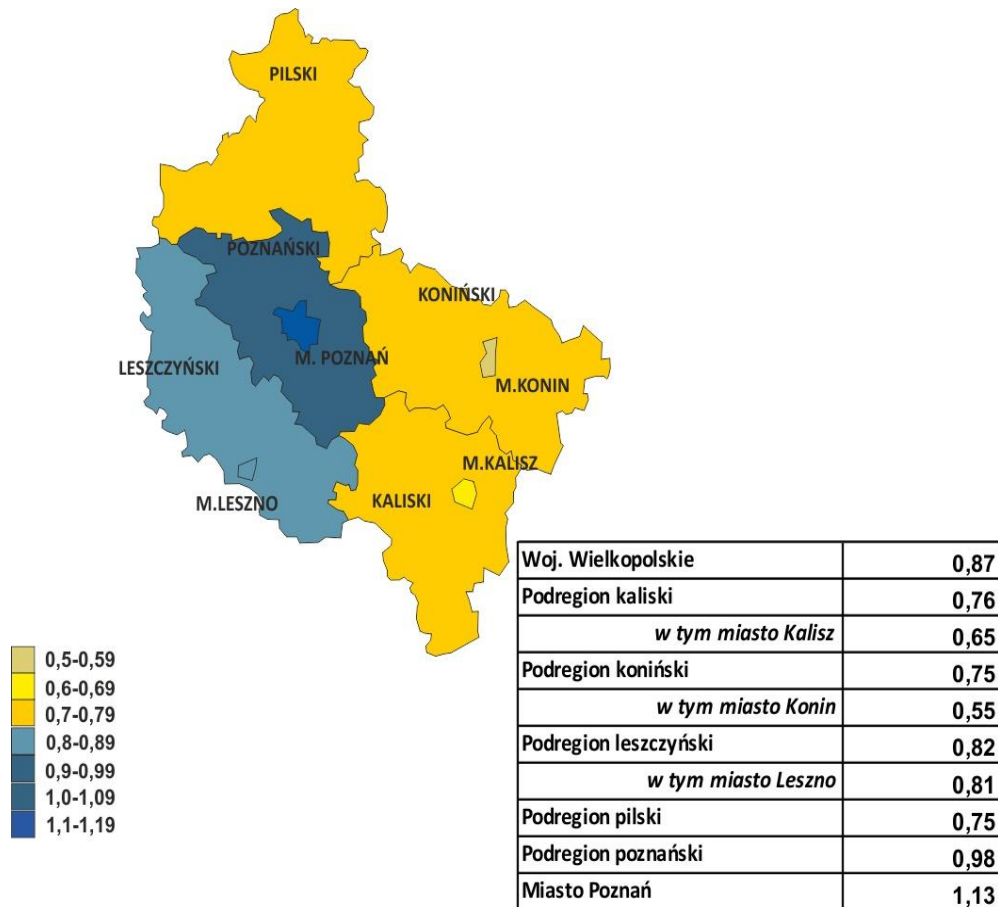 PILSKI
POZNAŃSKI
KONIŃSKI
M. POZNAŃ
LESZCZYŃSKI
M.KONIN
M.KALISZ
M.LESZNO
KALISKI
Woj. Wielkopolskie 0,87
Podregion kaliski 0,76
w tym miasto Kalisz 0,65
Podregion koniński 0,75
w tym miasto Konin 0,55
Podregion leszczyński 0,82
w tym miasto Leszno 0,81
Podregion pilski 0,75
Podregion poznański 0,98
Miasto Poznań 1,13
0,5-0,59
0,6-0,69
0,7-0,79
0,8-0,89
0,9-0,99
1,0-1,09
1,1-1,19